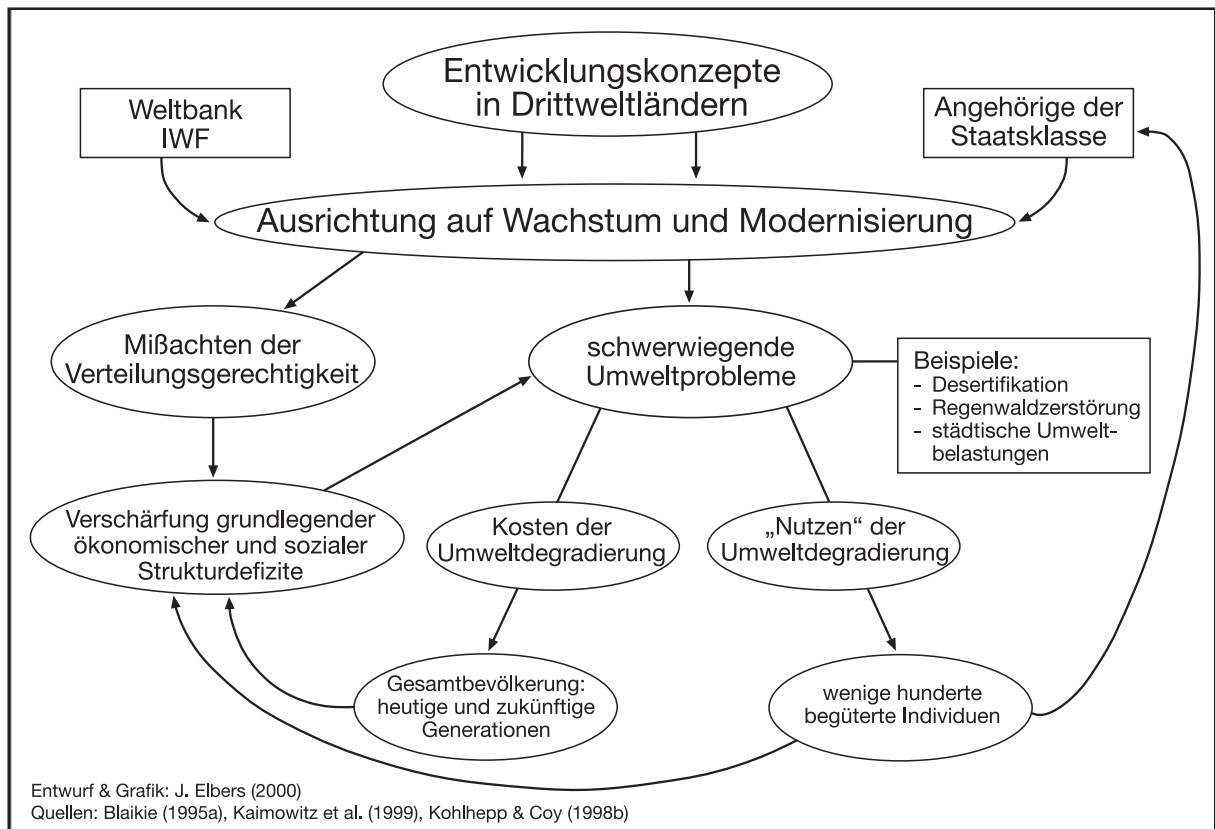 Entwicklungskonzepte
in Drittweltländern
Weltbank
IWF
Angehörige der
Staatsklasse
Ausrichtung auf Wachstum und Modernisierung
Mißachten der
Verteilungsgerechtigkeit
schwerwiegende
Umweltprobleme
Beispiele:
- Desertifikation
- Regenwaldzerstörung
- städtische Umwelt-
belastungen
Verschärfung grundlegender
ökonomischer und sozialer
Strukturdefizite
Kosten der
Umweltdegradierung
„Nutzen“ der
Umweltdegradierung
Gesamtbevölkerung:
heutige und zukünftige
Generationen
wenige hunderte
begüterte Individuen
Entwurf & Grafik: J. Elbers (2000)
Quellen: Blaikie (1995a), Kaimowitz et al. (1999), Kohlhepp & Coy (1998b)